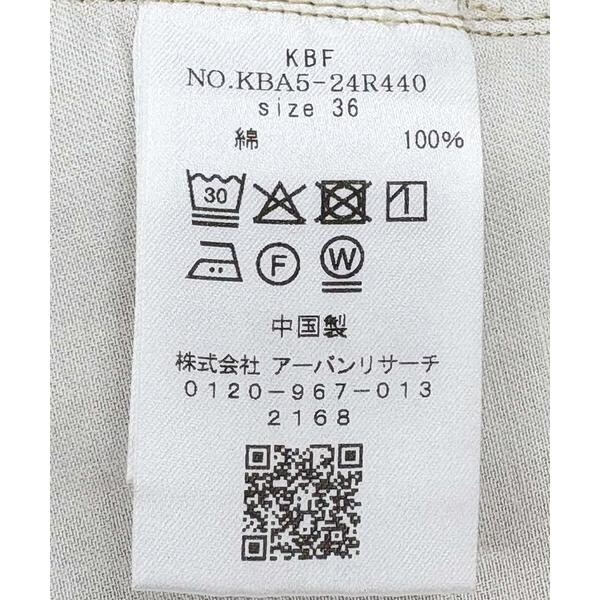 KBF
NO.KBA5-24R440
size 36
綿 100%
30
F W
中国製
株式会社 アーバンリサーチ
0120-967-013
2168